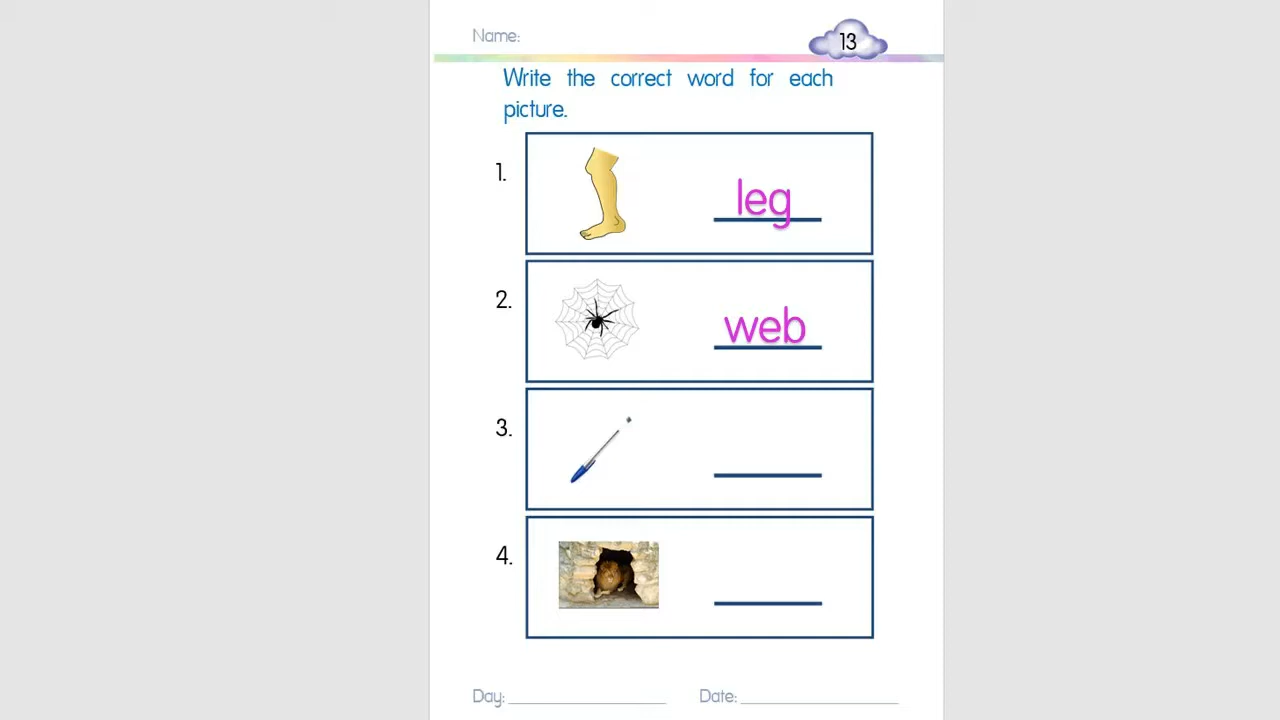 Name:
13
Write the correct word for each
picture.
1.
leg
2.
web
3.
4.
Day:
Date: